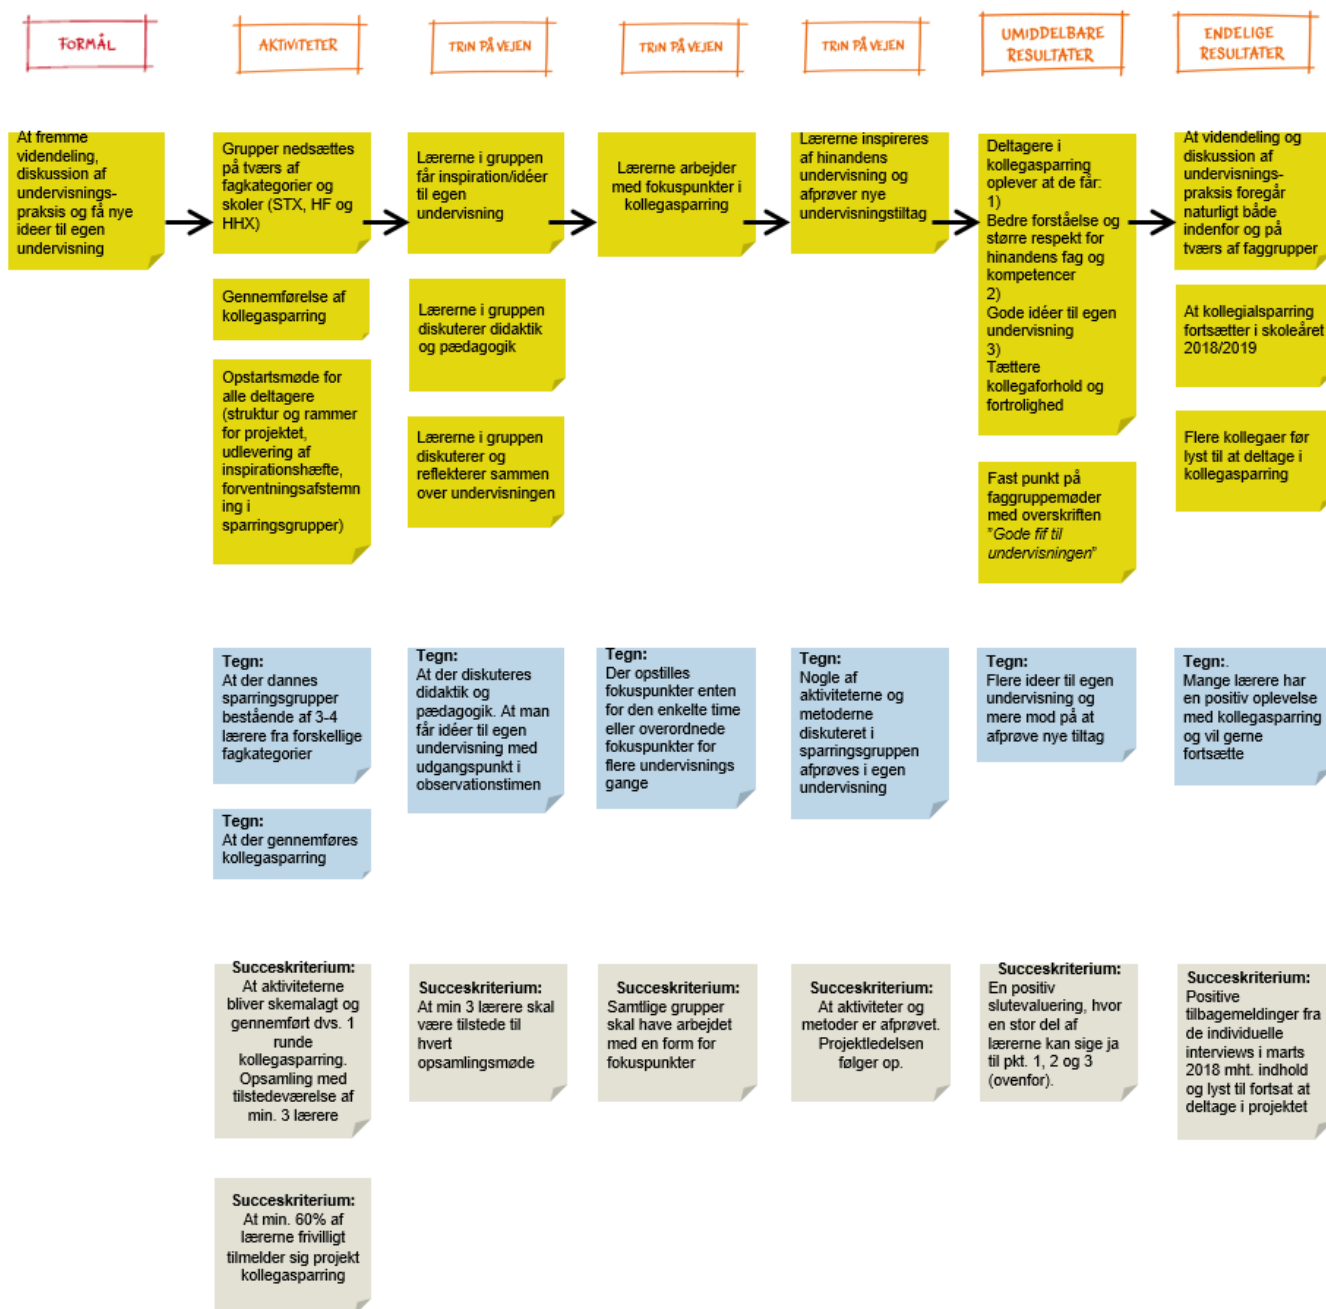 FORMÅL
AKTIVITETER
TRIN PÅ VEJEN
TRIN PÅ VEJEN
TRIN PÅ VEJEN
UMIDDELBARE
RESULTATER
ENDELIGE
RESULTATER
At fremme
videndeling,
diskussion af
undervisnings-
praksis og få nye
ideer til egen
undervisning
Grupper nedsættes
på tværs af
fagkategorier og
skoler (STX, HF og
HHX)
Lærerne i gruppen
får inspiration/idéer
til egen
undervisning
Lærerne arbejder
med fokuspunkter i
kollegasparring
Lærerne inspireres
af hinandens
undervisning og
afprøver nye
undervisningstiltag
Deltagere i
kollegasparring
oplever at de får:
1)
Bedre forståelse og
større respekt for
hinandens fag og
kompetencer
2)
Gode idéer til egen
undervisning
3)
Tættere
kollegaforhold og
fortrolighed
At videndeling og
diskussion af
undervisnings-
praksis foregår
naturligt både
indenfor og på
tværs af faggrupper
Gennemførelse af
kollegasparring
Lærerne i gruppen
diskuterer didaktik
og pædagogik
At kollegialsparring
fortsætter i skoleåret
2018/2019
Opstartsmøde for
alle deltagere
(struktur og rammer
for projektet,
udlevering af
inspirationshæfte,
forventningsafstemn
ing i
sparringsgrupper)
Lærerne i gruppen
diskuterer og
reflekterer sammen
over undervisningen
Fast punkt på
faggruppemøder
med overskriften
"Gode fif til
undervisningen"
Flere kollegaer før
lyst til at deltage i
kollegasparring
Tegn:
At der dannes
sparringsgrupper
bestående af 3-4
lærere fra forskellige
fagkategorier
Tegn:
At der diskuteres
didaktik og
pædagogik. At man
får idéer til egen
undervisning med
udgangspunkt i
observationstimen
Tegn:
Der opstilles
fokuspunkter enten
for den enkelte time
eller overordnede
fokuspunkter for
flere undervisnings
gange
Tegn:
Nogle af
aktiviteterne og
metoderne
diskuteret i
sparringsgruppen
afprøves i egen
undervisning
Tegn:
Flere ideer til egen
undervisning og
mere mod på at
afprøve nye tiltag
Tegn:.
Mange lærere har
en positiv oplevelse
med kollegasparring
og vil gerne
fortsætte
Tegn:
At der gennemføres
kollegasparring
Succeskriterium:
At aktiviteterne
bliver skemalagt og
gennemført dvs. 1
runde
kollegasparring.
Opsamling med
tilstedeværelse af
min. 3 lærere
Succeskriterium:
At min 3 lærere skal
være tilstede til
hvert
opsamlingsmøde
Succeskriterium:
Samtlige grupper
skal have arbejdet
med en form for
fokuspunkter
Succeskriterium:
At aktiviteter og
metoder er afprøvet.
Projektledelsen
følger op.
Succeskriterium:
En positiv
slutevaluering, hvor
en stor del af
lærerne kan sige ja
til pkt. 1, 2 og 3
(ovenfor).
Succeskriterium:
Positive
tilbagemeldinger fra
de individuelle
interviews i marts
2018 mht. indhold
og lyst til fortsat at
deltage i projektet
Succeskriterium:
At min. 60% af
lærerne frivilligt
tilmelder sig projekt
kollegasparring